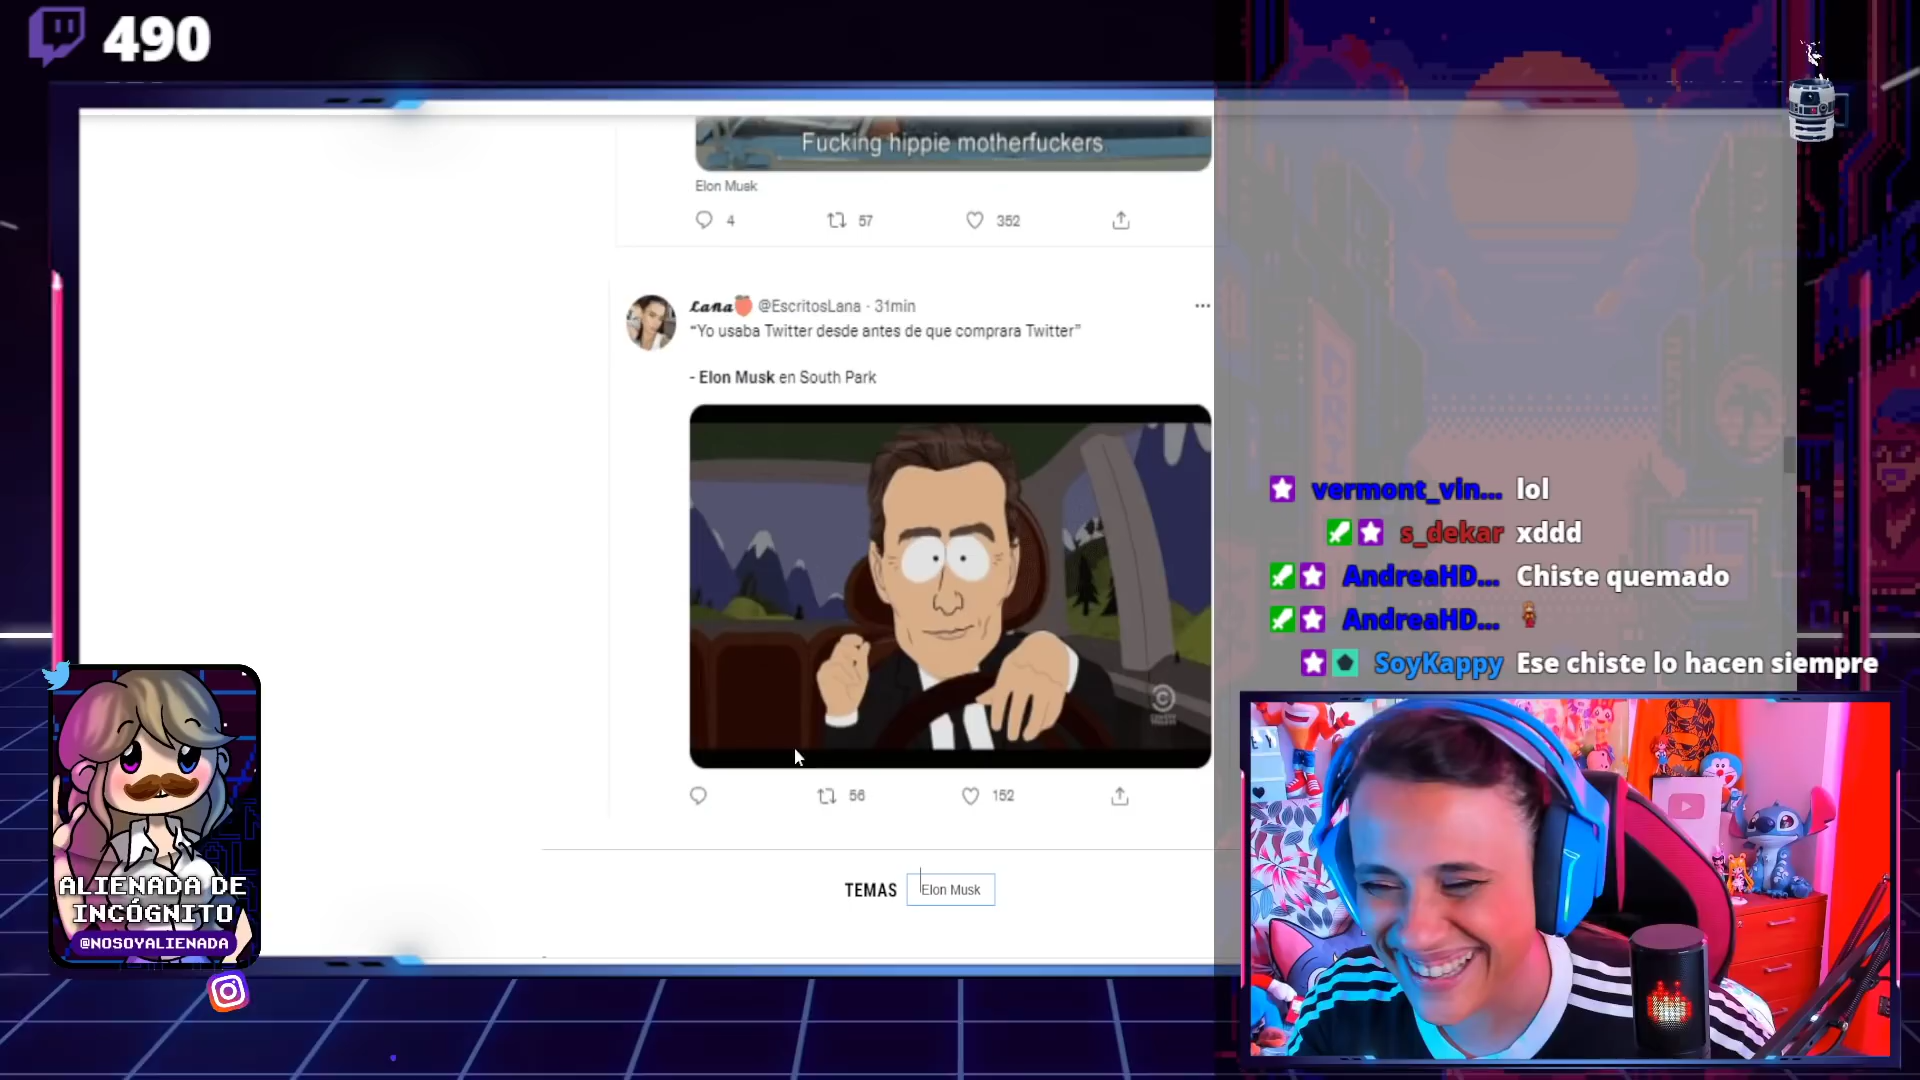 490
Fucking hippie motherfuckers
Elon Musk
4 57 352
Lana @EscritosLana · 31min
“Yo usaba Twitter desde antes de que comprara Twitter”
- Elon Musk en South Park
56 152
TEMAS Elon Musk
vermont_vin... lol
s_dekar xddd
AndreaHD... Chiste quemado
AndreaHD...
SoyKappy Ese chiste lo hacen siempre
ALIENADA DE
INCÓGNITO
@NOSOYALIENADA